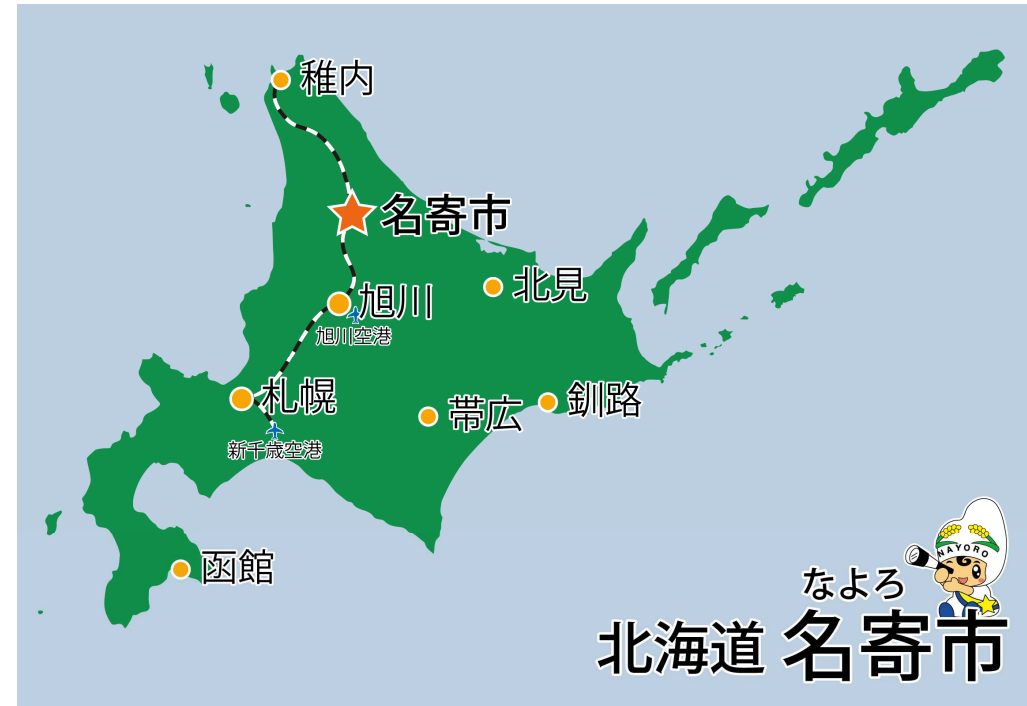 稚内
名寄市
北見
旭川
旭川空港
札幌
釧路
帯広
新千歳空港
函館
NAYORO
なよろ
北海道 名寄市